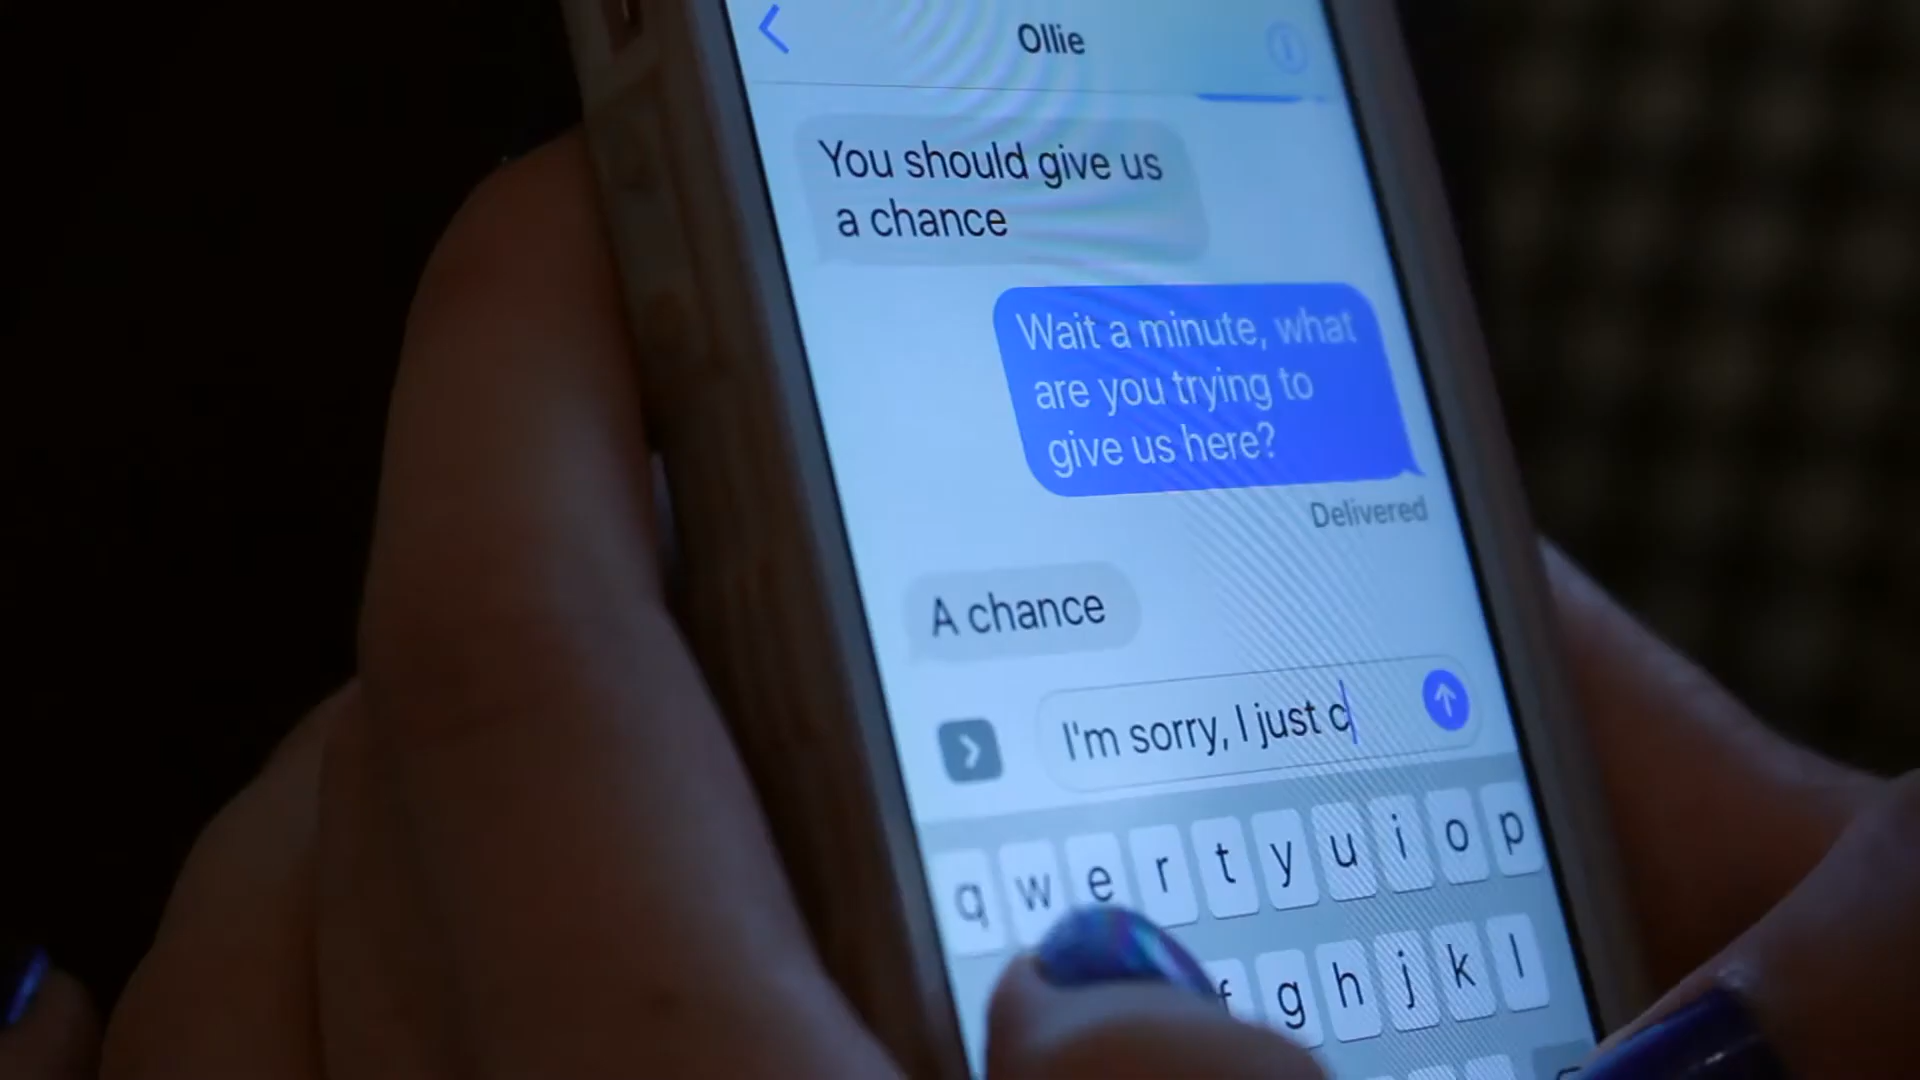 Ollie
You should give us
a chance
Wait a minute, what
are you trying to
give us here?
Delivered
A chance
I'm sorry, I just c
q w e r t y u i o p
f g h j k l